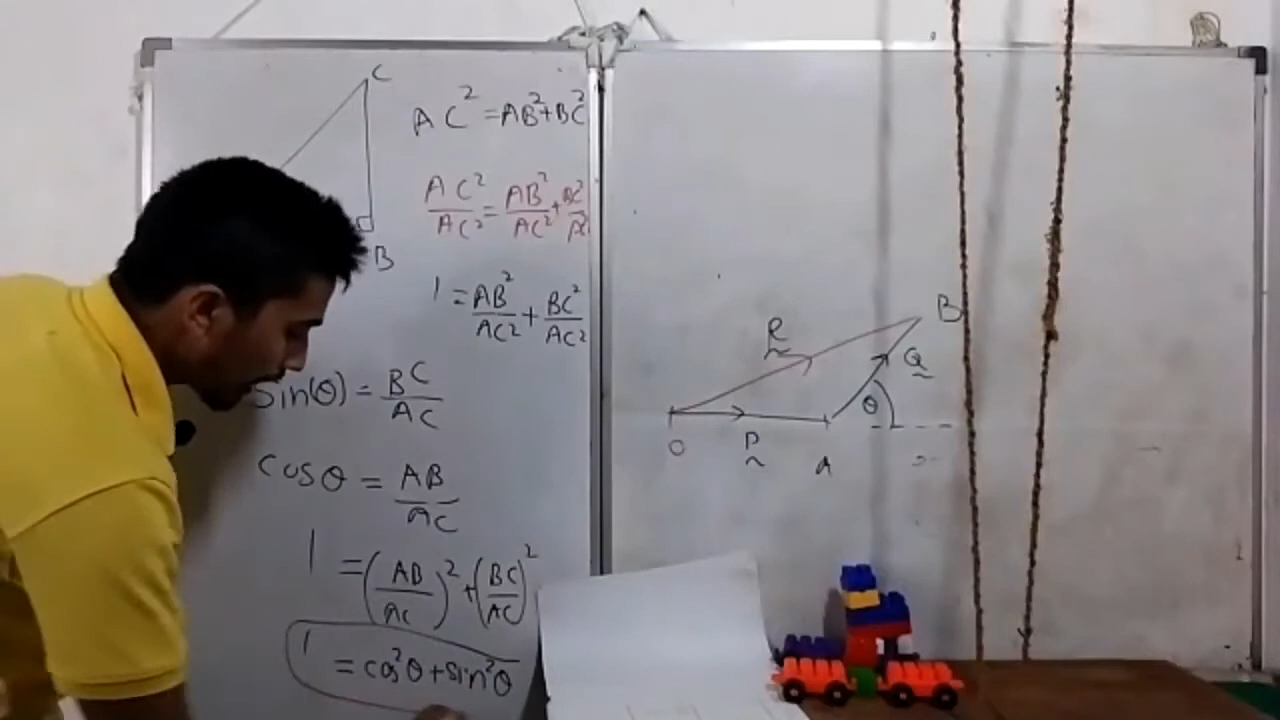 C
AC² = AB² + BC²
AC²/AC² = AB²/AC² + BC²/AC²
B
1 = AB²/AC² + BC²/AC²
sin(θ) = BC/AC
cosθ = AB/AC
1 = (AB/AC)² + (BC/AC)²
1 = cos²θ + sin²θ
B
R
Q
θ
O
P
A